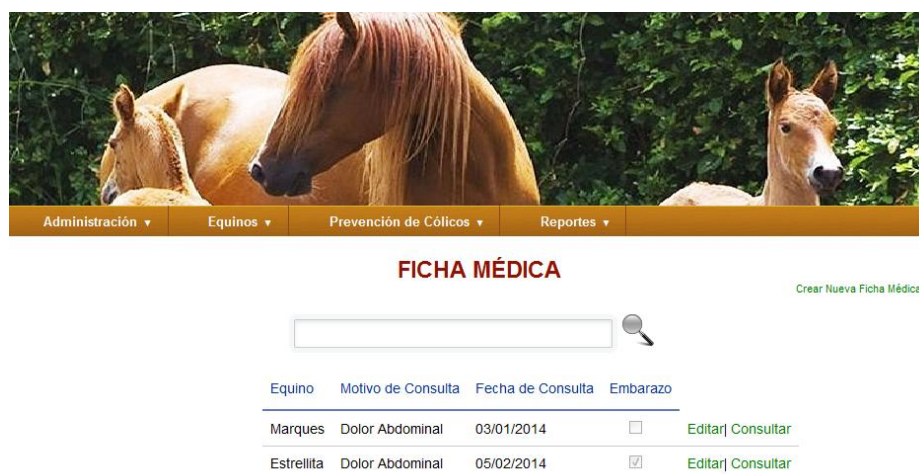 Administración ▾ Equinos ▾ Prevención de Cólicos ▾ Reportes ▾
FICHA MÉDICA
Crear Nueva Ficha Médica
Equino Motivo de Consulta Fecha de Consulta Embarazo
Marques Dolor Abdominal 03/01/2014 Editar| Consultar
Estrellita Dolor Abdominal 05/02/2014 Editar| Consultar